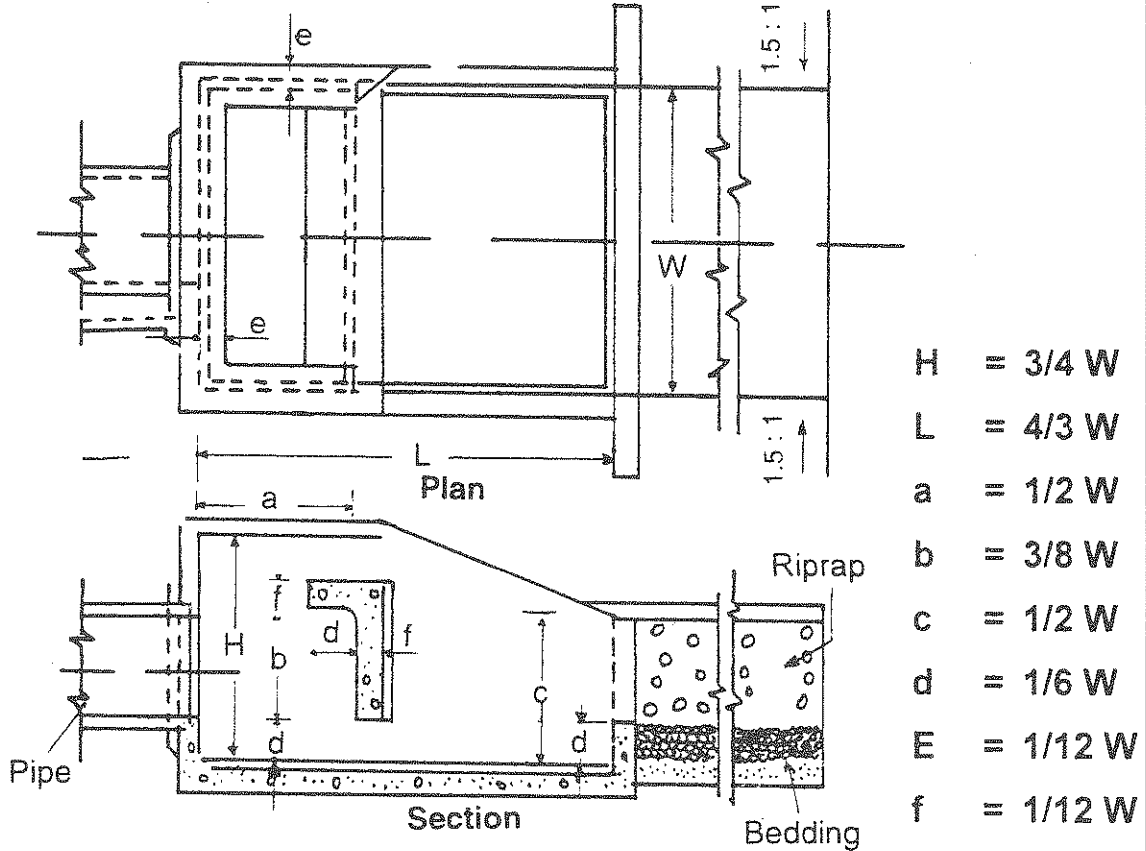 e
1.5 : 1
W
e
1.5 : 1
L
Plan
a
H
f
d
f
b
c
d
d
Riprap
Pipe
Section
Bedding
H = 3/4 W
L = 4/3 W
a = 1/2 W
b = 3/8 W
c = 1/2 W
d = 1/6 W
E = 1/12 W
f = 1/12 W